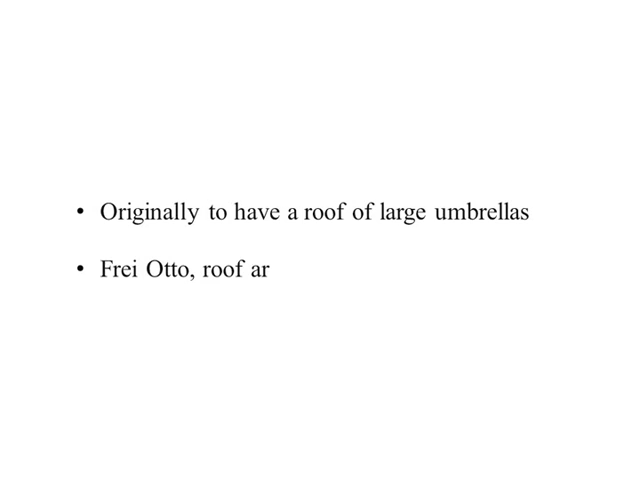 • Originally to have a roof of large umbrellas
• Frei Otto, roof ar